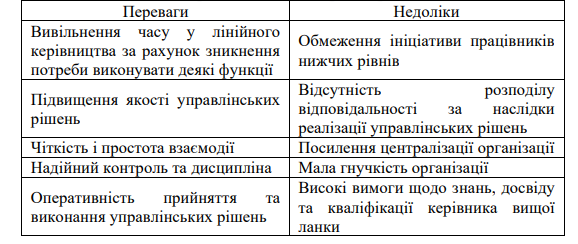 Переваги
Недоліки
Вивільнення часу у лінійного
керівництва за рахунок зникнення
потреби виконувати деякі функції
Обмеження ініціативи працівників
нижчих рівнів
Підвищення якості управлінських
рішень
Відсутність розподілу
відповідальності за наслідки
реалізації управлінських рішень
Чіткість і простота взаємодії
Посилення централізації організації
Надійний контроль та дисципліна
Мала гнучкість організації
Оперативність прийняття та
виконання управлінських рішень
Високі вимоги щодо знань, досвіду
та кваліфікації керівника вищої
ланки